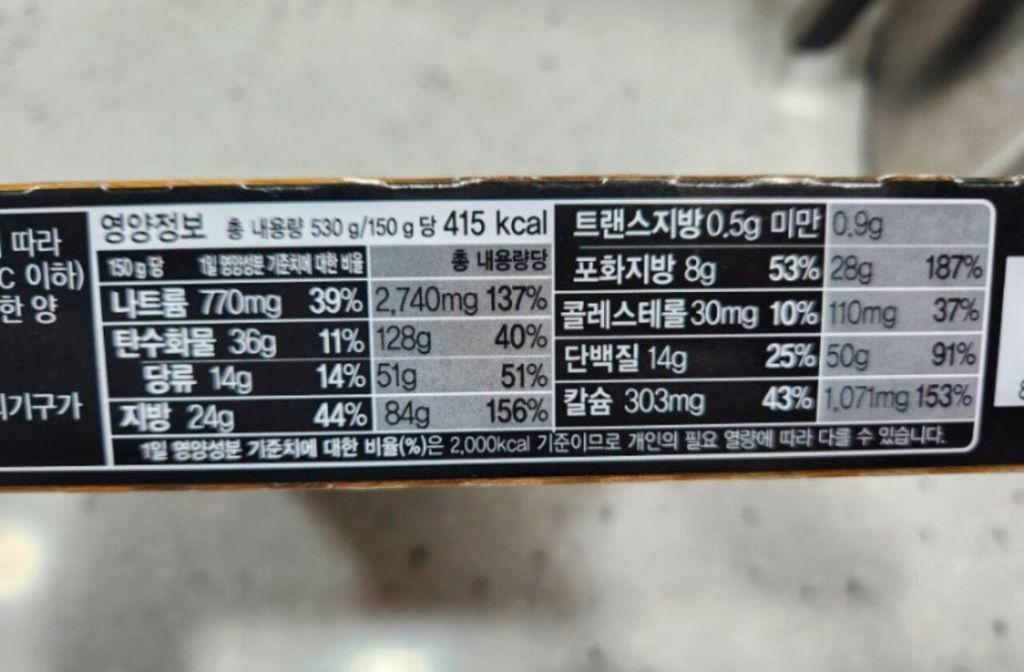 따라
C 이하)
한 양
기구가
영양정보 총 내용량 530 g/150 g 당 415 kcal
150 g 당 1일 영양성분 기준치에 대한 비율 총 내용량당
나트륨 770mg 39% 2,740mg 137%
탄수화물 36g 11% 128g 40%
당류 14g 14% 51g 51%
지방 24g 44% 84g 156%
트랜스지방 0.5g 미만 0.9g
포화지방 8g 53% 28g 187%
콜레스테롤 30mg 10% 110mg 37%
단백질 14g 25% 50g 91%
칼슘 303mg 43% 1,071mg 153%
1일 영양성분 기준치에 대한 비율(%)은 2,000kcal 기준이므로 개인의 필요 열량에 따라 다를 수 있습니다.